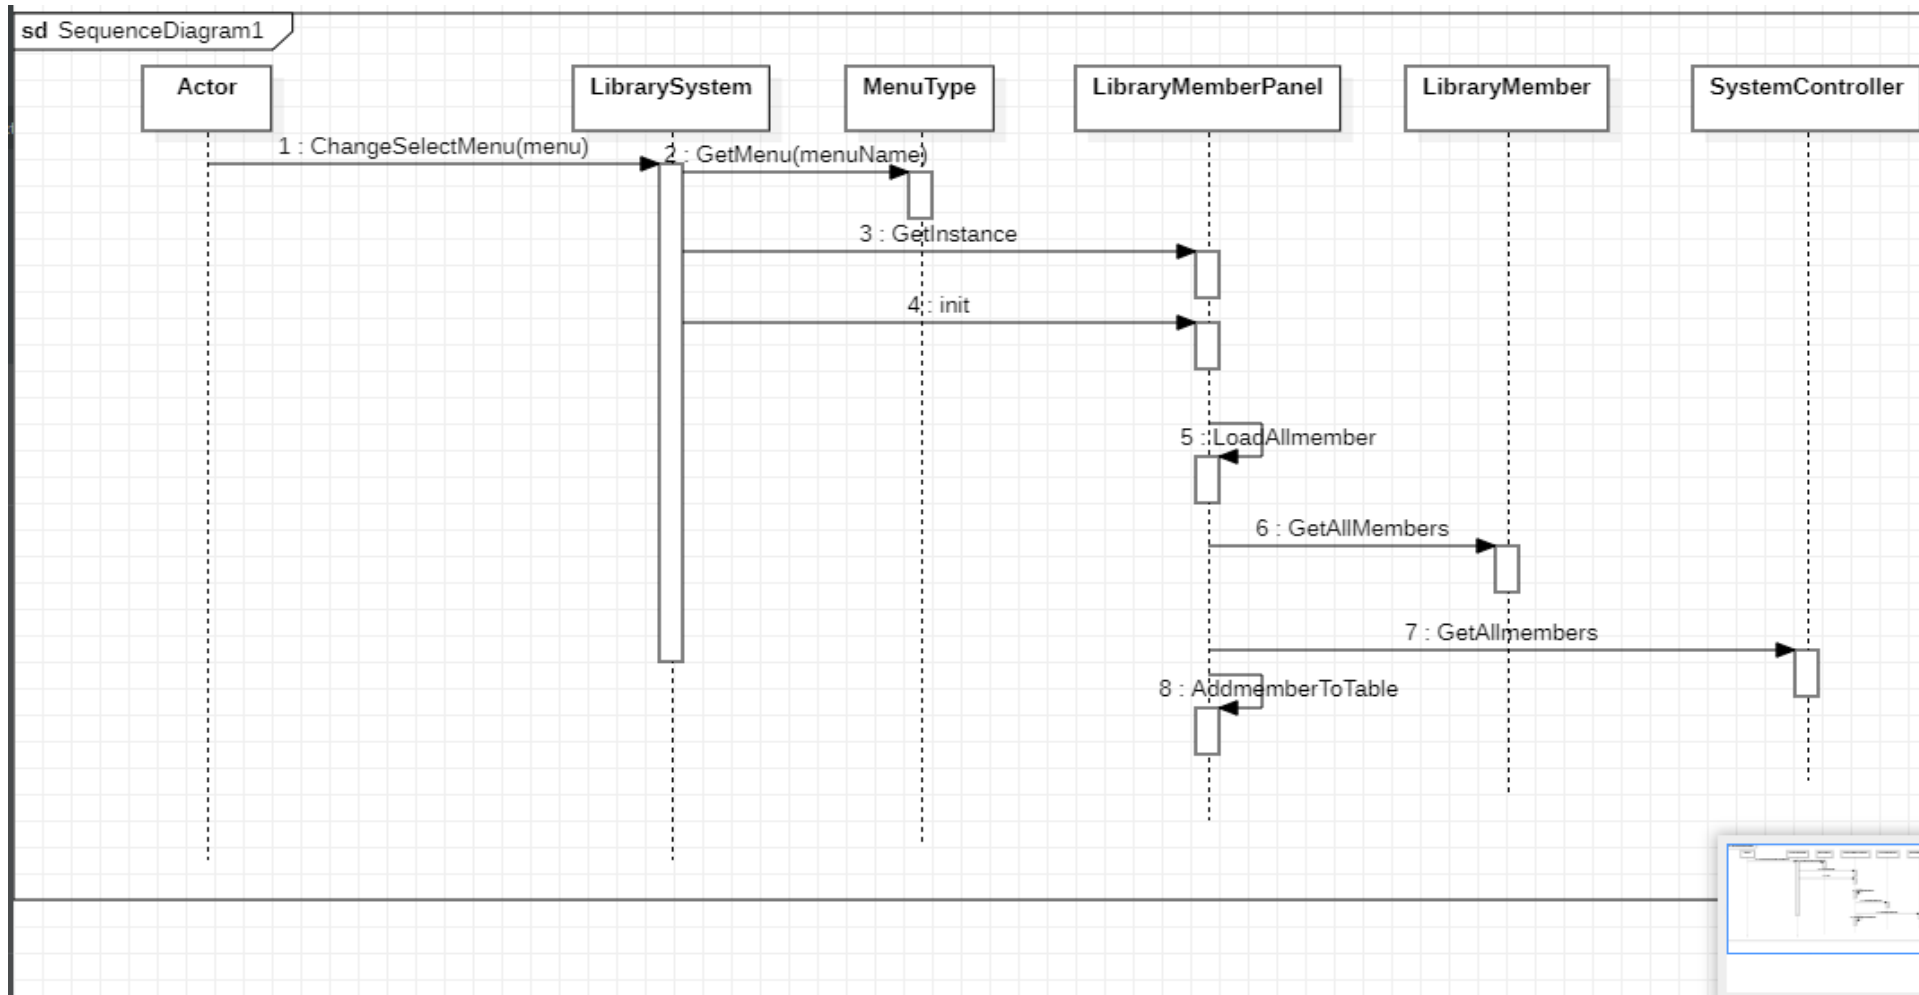 sd SequenceDiagram1
Actor
LibrarySystem
MenuType
LibraryMemberPanel
LibraryMember
SystemController
1 : ChangeSelectMenu(menu)
2 : GetMenu(menuName)
3 : GetInstance
4 : init
5 : LoadAllmember
6 : GetAllMembers
7 : GetAllmembers
8 : AddmemberToTable